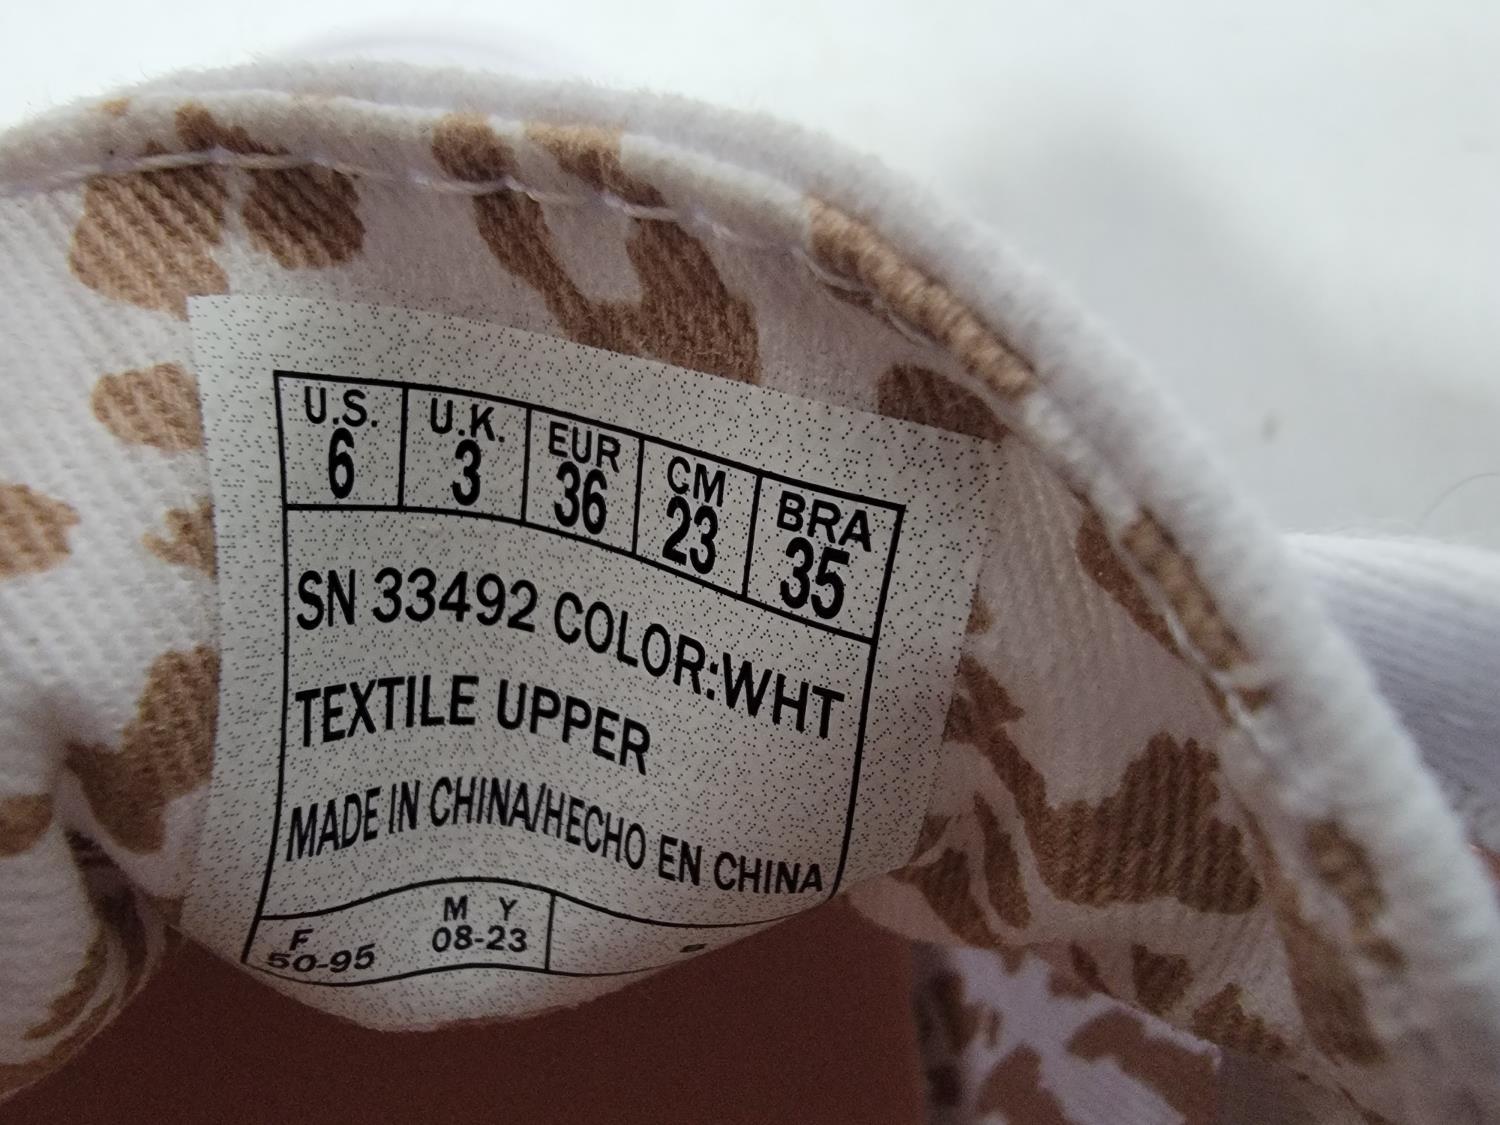 U.S. U.K. EUR CM BRA
6 3 36 23 35
SN 33492 COLOR:WHT
TEXTILE UPPER
MADE IN CHINA/HECHO EN CHINA
F M Y
50-95 08-23